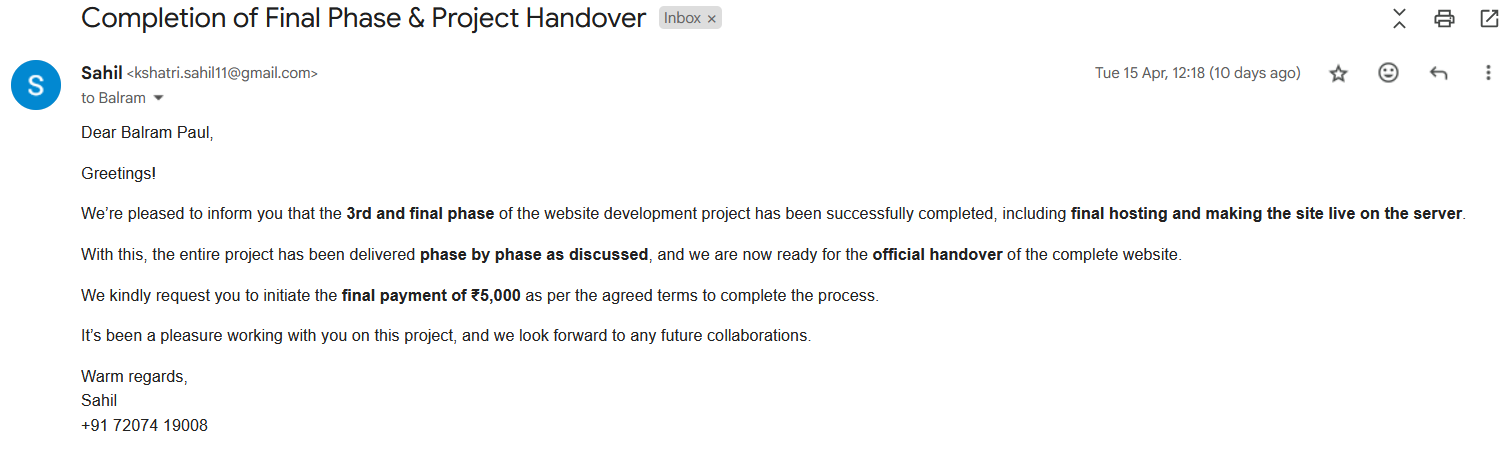 Completion of Final Phase & Project Handover Inbox ×
Sahil <kshatri.sahil11@gmail.com> Tue 15 Apr, 12:18 (10 days ago)
S
to Balram
Dear Balram Paul,
Greetings!
We’re pleased to inform you that the 3rd and final phase of the website development project has been successfully completed, including final hosting and making the site live on the server.
With this, the entire project has been delivered phase by phase as discussed, and we are now ready for the official handover of the complete website.
We kindly request you to initiate the final payment of ₹5,000 as per the agreed terms to complete the process.
It’s been a pleasure working with you on this project, and we look forward to any future collaborations.
Warm regards,
Sahil
+91 72074 19008